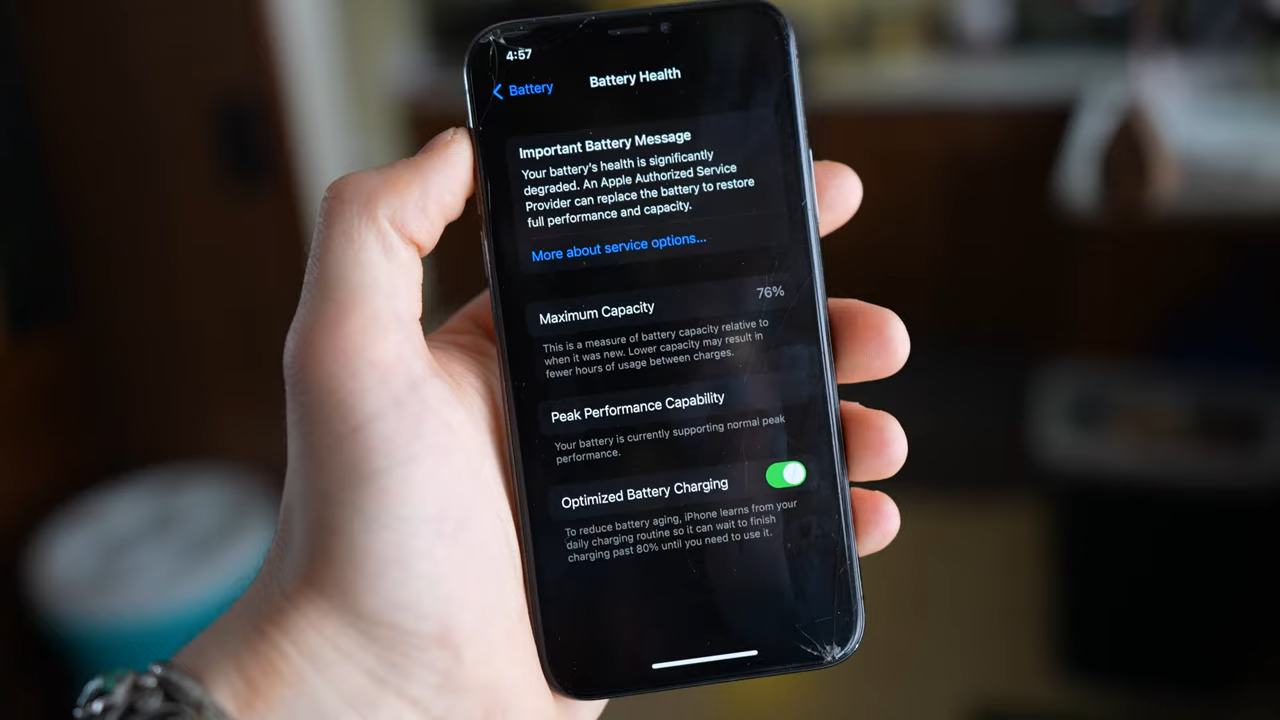 4:57
Battery
Battery Health
Important Battery Message
Your battery's health is significantly
degraded. An Apple Authorized Service
Provider can replace the battery to restore
full performance and capacity.
More about service options...
Maximum Capacity
76%
This is a measure of battery capacity relative to
when it was new. Lower capacity may result in
fewer hours of usage between charges.
Peak Performance Capability
Your battery is currently supporting normal peak
performance.
Optimized Battery Charging
To reduce battery aging, iPhone learns from your
daily charging routine so it can wait to finish
charging past 80% until you need to use it.